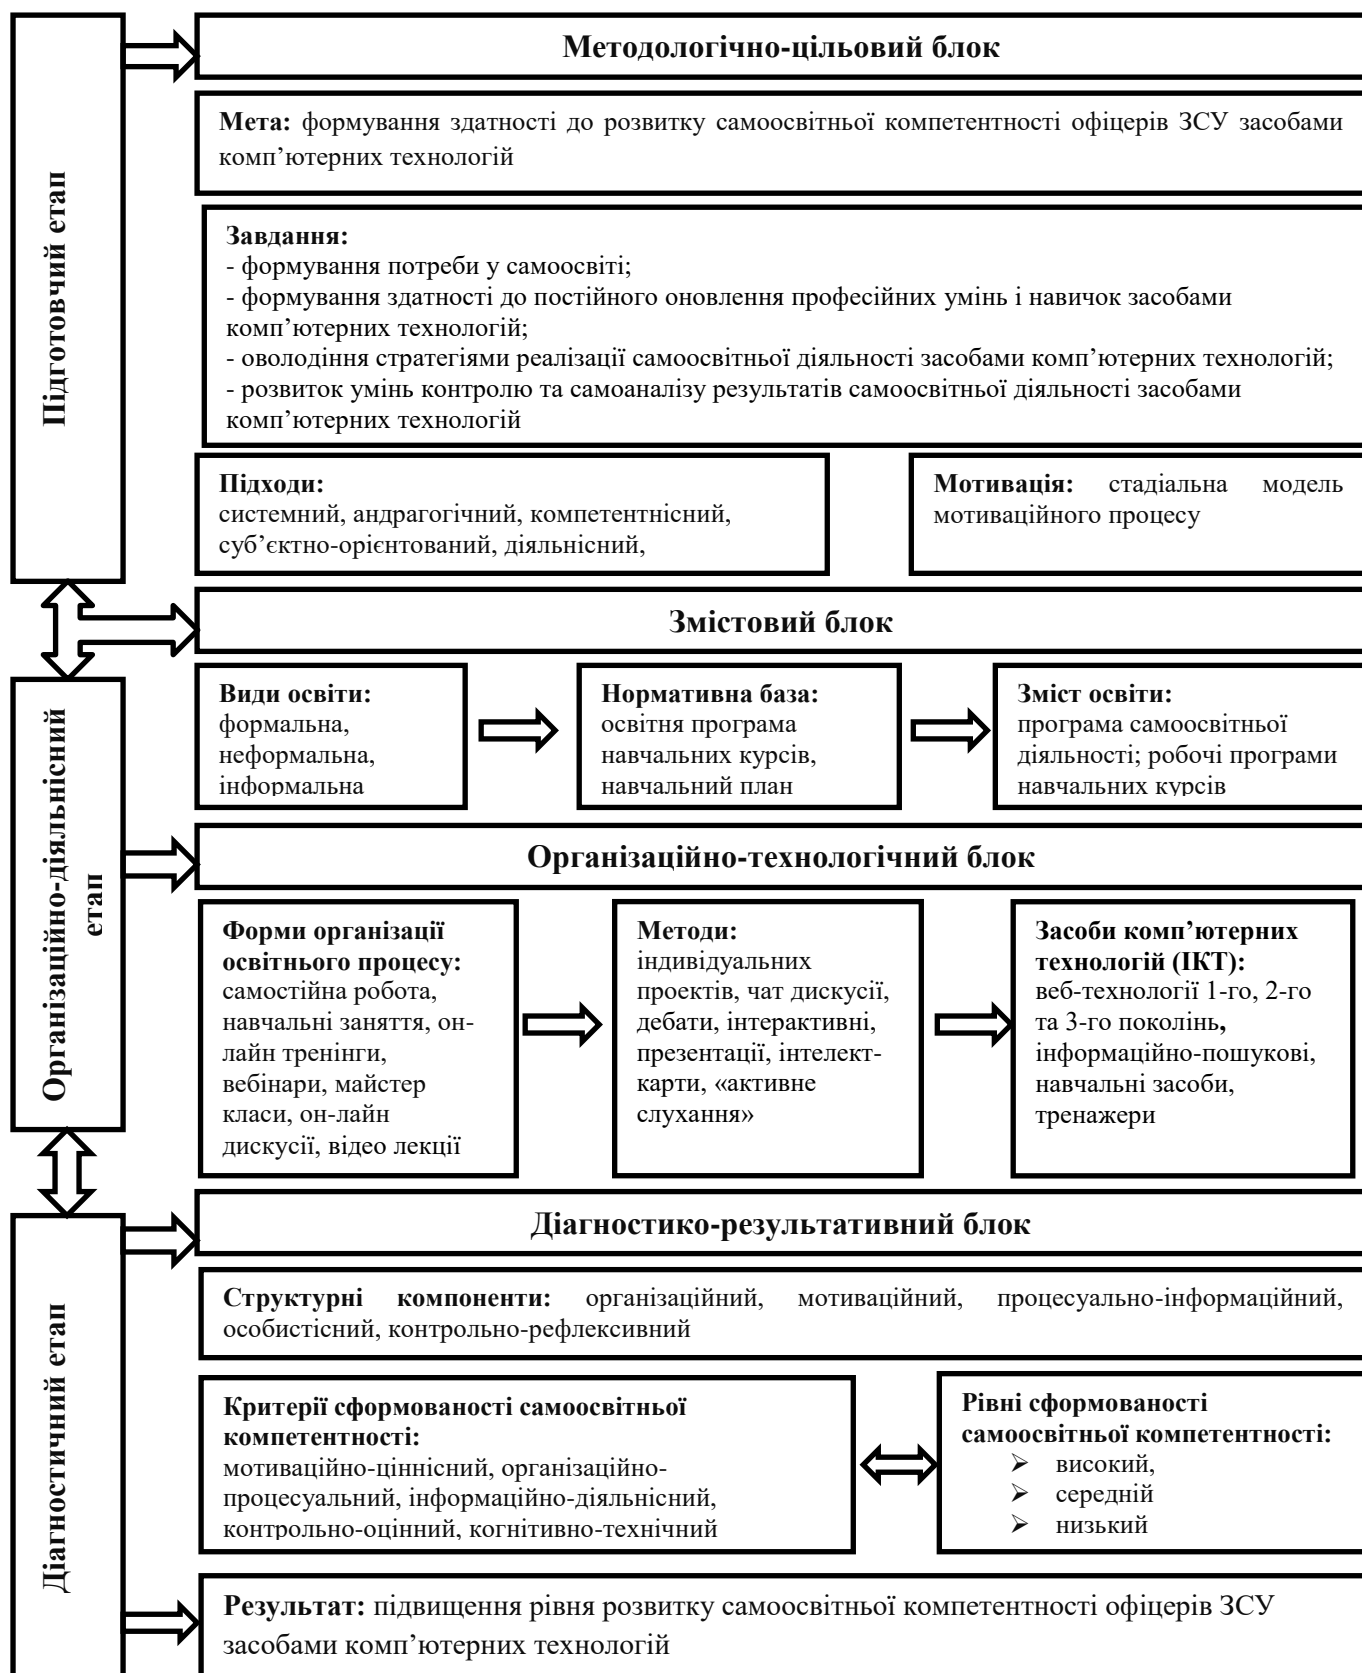 Підготовчий етап
Методологічно-цільовий блок
Мета: формування здатності до розвитку самоосвітньої компетентності офіцерів ЗСУ засобами
комп’ютерних технологій
Завдання:
- формування потреби у самоосвіті;
- формування здатності до постійного оновлення професійних умінь і навичок засобами
комп’ютерних технологій;
- оволодіння стратегіями реалізації самоосвітньої діяльності засобами комп’ютерних технологій;
- розвиток умінь контролю та самоаналізу результатів самоосвітньої діяльності засобами
комп’ютерних технологій
Підходи:
системний, андрагогічний, компетентнісний,
суб’єктно-орієнтований, діяльнісний,
Мотивація: стадіальна модель
мотиваційного процесу
Організаційно-діяльнісний
етап
Змістовий блок
Види освіти:
формальна,
неформальна,
інформальна
Нормативна база:
освітня програма
навчальних курсів,
навчальний план
Зміст освіти:
програма самоосвітньої
діяльності; робочі програми
навчальних курсів
Організаційно-технологічний блок
Форми організації
освітнього процесу:
самостійна робота,
навчальні заняття, он-
лайн тренінги,
вебінари, майстер
класи, он-лайн
дискусії, відео лекції
Методи:
індивідуальних
проектів, чат дискусії,
дебати, інтерактивні,
презентації, інтелект-
карти, «активне
слухання»
Засоби комп’ютерних
технологій (ІКТ):
веб-технології 1-го, 2-го
та 3-го поколінь,
інформаційно-пошукові,
навчальні засоби,
тренажери
Діагностичний етап
Діагностико-результативний блок
Структурні компоненти: організаційний, мотиваційний, процесуально-інформаційний,
особистісний, контрольно-рефлексивний
Критерії сформованості самоосвітньої
компетентності:
мотиваційно-ціннісний, організаційно-
процесуальний, інформаційно-діяльнісний,
контрольно-оцінний, когнітивно-технічний
Рівні сформованості
самоосвітньої компетентності:
➢ високий,
➢ середній
➢ низький
Результат: підвищення рівня розвитку самоосвітньої компетентності офіцерів ЗСУ
засобами комп’ютерних технологій